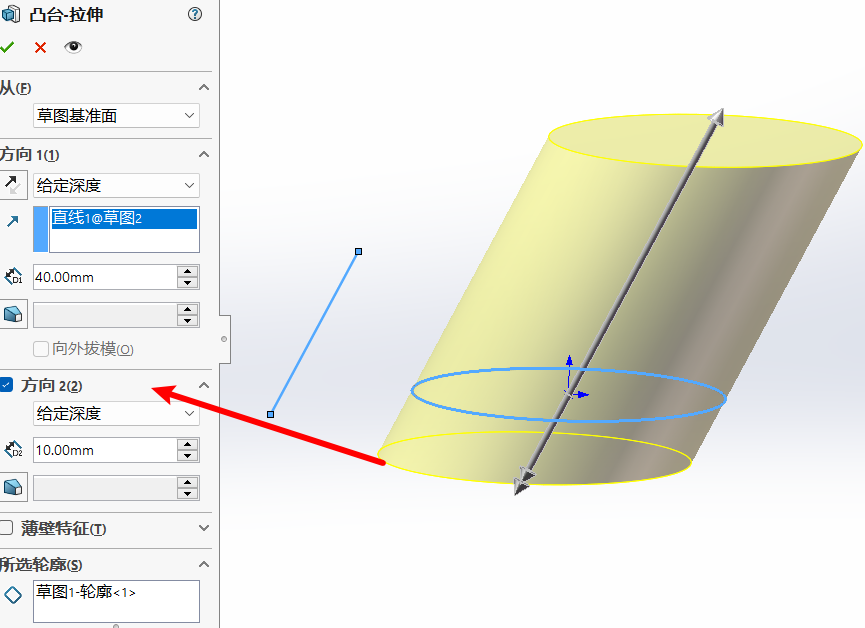 凸台-拉伸
从(F)
草图基准面
方向 1(1)
给定深度
直线1@草图2
D1
40.00mm
向外拔模(O)
方向 2(2)
给定深度
D2
10.00mm
薄壁特征(T)
所选轮廓(S)
草图1-轮廓<1>